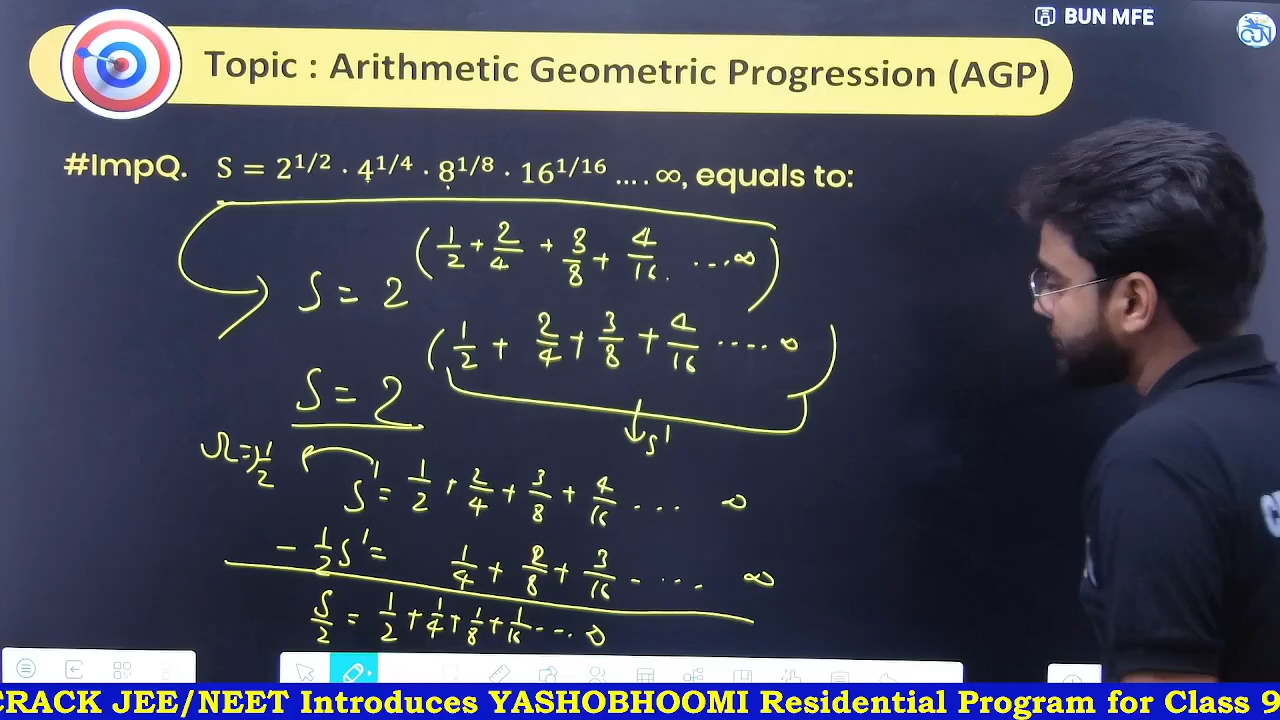 BUN MFE
Topic : Arithmetic Geometric Progression (AGP)
#ImpQ. S = 2^{1/2} · 4^{1/4} · 8^{1/8} · 16^{1/16} .... ∞, equals to:
S = 2^{(1/2 + 2/4 + 3/8 + 4/16 .... ∞)}
S = 2^{(1/2 + 2/4 + 3/8 + 4/16 ..... ∞)}
↓ S'
r = 1/2
S' = 1/2 + 2/4 + 3/8 + 4/16 .... ∞
- 1/2 S' = 1/4 + 2/8 + 3/16 - .... ∞
S/2 = 1/2 + 1/4 + 1/8 + 1/16 .... ∞
CRACK JEE/NEET Introduces YASHOBHOOMI Residential Program for Class 9